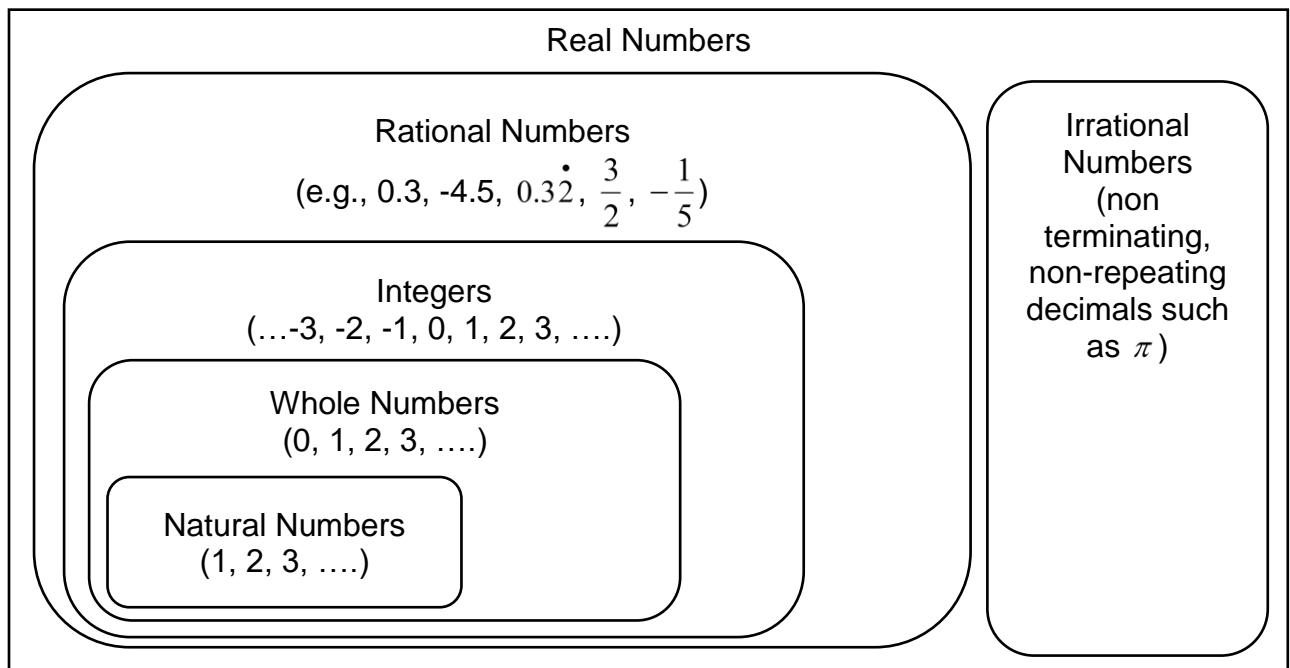 Real Numbers
Rational Numbers
(e.g., 0.3, -4.5, 0.32̇, 3/2, −1/5)
Integers
(…-3, -2, -1, 0, 1, 2, 3, ….)
Whole Numbers
(0, 1, 2, 3, ….)
Natural Numbers
(1, 2, 3, ….)
Irrational
Numbers
(non
terminating,
non-repeating
decimals such
as π)